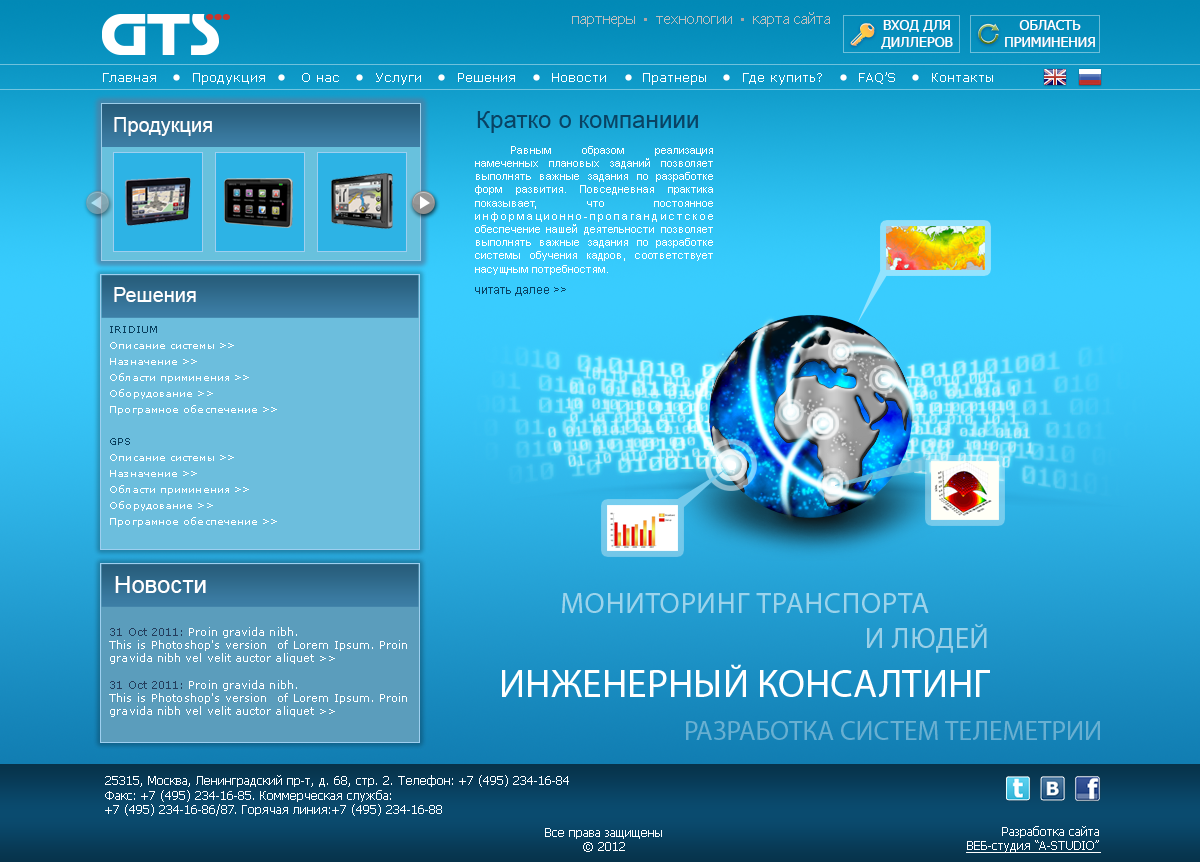 GTS
партнеры • технологии • карта сайта
ВХОД ДЛЯ
ДИЛЛЕРОВ
ОБЛАСТЬ
ПРИМИНЕНИЯ
Главная • Продукция • О нас • Услуги • Решения • Новости • Пратнеры • Где купить? • FAQ'S • Контакты
Продукция
Решения
IRIDIUM
Описание системы >>
Назначение >>
Области приминения >>
Оборудование >>
Програмное обеспечение >>
GPS
Описание системы >>
Назначение >>
Области приминения >>
Оборудование >>
Програмное обеспечение >>
Новости
31 Oct 2011: Proin gravida nibh.
This is Photoshop's version of Lorem Ipsum. Proin
gravida nibh vel velit auctor aliquet >>
31 Oct 2011: Proin gravida nibh.
This is Photoshop's version of Lorem Ipsum. Proin
gravida nibh vel velit auctor aliquet >>
Кратко о компаниии
Равным образом реализация
намеченных плановых заданий позволяет
выполнять важные задания по разработке
форм развития. Повседневная практика
показывает, что постоянное
информационно-пропагандистское
обеспечение нашей деятельности позволяет
выполнять важные задания по разработке
системы обучения кадров, соответствует
насущным потребностям.
читать далее >>
МОНИТОРИНГ ТРАНСПОРТА
И ЛЮДЕЙ
ИНЖЕНЕРНЫЙ КОНСАЛТИНГ
РАЗРАБОТКА СИСТЕМ ТЕЛЕМЕТРИИ
25315, Москва, Ленинградский пр-т, д. 68, стр. 2. Телефон: +7 (495) 234-16-84
Факс: +7 (495) 234-16-85. Коммерческая служба:
+7 (495) 234-16-86/87. Горячая линия:+7 (495) 234-16-88
Все права защищены
© 2012
Разработка сайта
ВЕБ-студия "A-STUDIO"